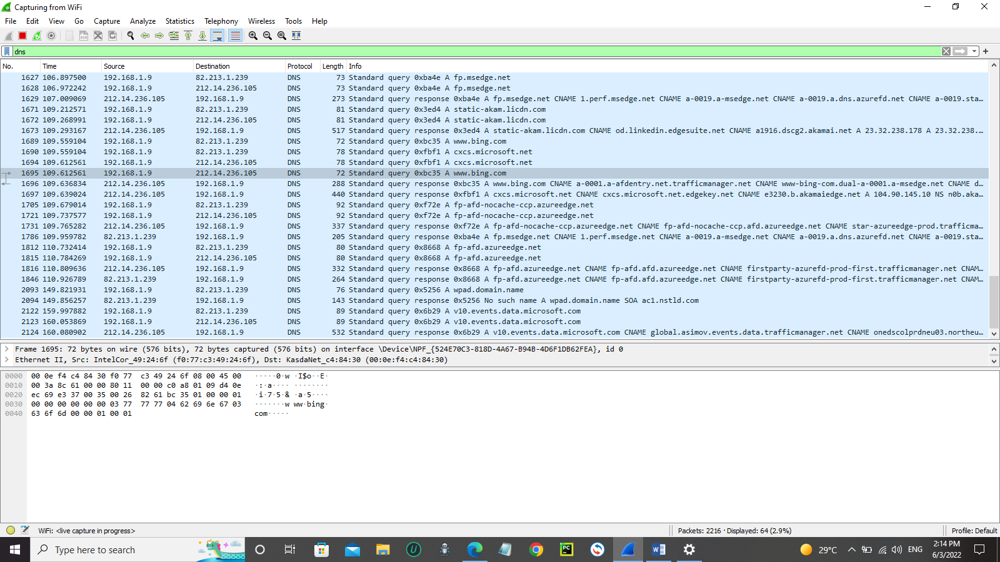 Capturing from WiFi
File Edit View Go Capture Analyze Statistics Telephony Wireless Tools Help
dns
No. Time Source Destination Protocol Length Info
1627 106.897500 192.168.1.9 82.213.1.239 DNS 73 Standard query 0xba4e A fp.msedge.net
1628 106.972242 192.168.1.9 212.14.236.105 DNS 73 Standard query 0xba4e A fp.msedge.net
1629 107.009069 212.14.236.105 192.168.1.9 DNS 273 Standard query response 0xba4e A fp.msedge.net CNAME 1.perf.msedge.net CNAME a-0019.a-msedge.net CNAME a-0019.a.dns.azurefd.net CNAME a-0019.sta…
1671 109.212571 192.168.1.9 82.213.1.239 DNS 81 Standard query 0x3ed4 A static-akam.licdn.com
1672 109.268991 192.168.1.9 212.14.236.105 DNS 81 Standard query 0x3ed4 A static-akam.licdn.com
1673 109.293167 212.14.236.105 192.168.1.9 DNS 517 Standard query response 0x3ed4 A static-akam.licdn.com CNAME od.linkedin.edgesuite.net CNAME a1916.dscg2.akamai.net A 23.32.238.178 A 23.32.238.…
1689 109.559104 192.168.1.9 82.213.1.239 DNS 72 Standard query 0xbc35 A www.bing.com
1690 109.559104 192.168.1.9 82.213.1.239 DNS 78 Standard query 0xfbf1 A cxcs.microsoft.net
1694 109.612561 192.168.1.9 212.14.236.105 DNS 78 Standard query 0xfbf1 A cxcs.microsoft.net
1695 109.612561 192.168.1.9 212.14.236.105 DNS 72 Standard query 0xbc35 A www.bing.com
1696 109.636834 212.14.236.105 192.168.1.9 DNS 288 Standard query response 0xbc35 A www.bing.com CNAME a-0001.a-afdentry.net.trafficmanager.net CNAME www-bing-com.dual-a-0001.a-msedge.net CNAME d…
1697 109.639024 212.14.236.105 192.168.1.9 DNS 440 Standard query response 0xfbf1 A cxcs.microsoft.net CNAME cxcs.microsoft.net.edgekey.net CNAME e3230.b.akamaiedge.net A 104.90.145.10 NS n0b.aka…
1705 109.679014 192.168.1.9 82.213.1.239 DNS 92 Standard query 0xf72e A fp-afd-nocache-ccp.azureedge.net
1721 109.737577 192.168.1.9 212.14.236.105 DNS 92 Standard query 0xf72e A fp-afd-nocache-ccp.azureedge.net
1731 109.765282 212.14.236.105 192.168.1.9 DNS 337 Standard query response 0xf72e A fp-afd-nocache-ccp.azureedge.net CNAME fp-afd-nocache-ccp.afd.azureedge.net CNAME star-azureedge-prod.trafficma…
1786 109.959782 82.213.1.239 192.168.1.9 DNS 205 Standard query response 0xba4e A fp.msedge.net CNAME 1.perf.msedge.net CNAME a-0019.a-msedge.net CNAME a-0019.a.dns.azurefd.net CNAME a-0019.sta…
1812 110.732414 192.168.1.9 82.213.1.239 DNS 80 Standard query 0x8668 A fp-afd.azureedge.net
1815 110.784269 192.168.1.9 212.14.236.105 DNS 80 Standard query 0x8668 A fp-afd.azureedge.net
1816 110.809636 212.14.236.105 192.168.1.9 DNS 332 Standard query response 0x8668 A fp-afd.azureedge.net CNAME fp-afd.afd.azureedge.net CNAME firstparty-azurefd-prod-first.trafficmanager.net CNAM…
1846 110.926789 82.213.1.239 192.168.1.9 DNS 264 Standard query response 0x8668 A fp-afd.azureedge.net CNAME fp-afd.afd.azureedge.net CNAME firstparty-azurefd-prod-first.trafficmanager.net CNAM…
2093 149.821931 192.168.1.9 82.213.1.239 DNS 76 Standard query 0x5256 A wpad.domain.name
2094 149.856257 82.213.1.239 192.168.1.9 DNS 143 Standard query response 0x5256 No such name A wpad.domain.name SOA ac1.nstld.com
2122 159.997882 192.168.1.9 82.213.1.239 DNS 89 Standard query 0x6b29 A v10.events.data.microsoft.com
2123 160.053869 192.168.1.9 212.14.236.105 DNS 89 Standard query 0x6b29 A v10.events.data.microsoft.com
2124 160.080902 212.14.236.105 192.168.1.9 DNS 532 Standard query response 0x6b29 A v10.events.data.microsoft.com CNAME global.asimov.events.data.trafficmanager.net CNAME onedscolprdneu03.northeu…
Frame 1695: 72 bytes on wire (576 bits), 72 bytes captured (576 bits) on interface \Device\NPF_{524E70C3-818D-4A67-B94B-4D6F1DB62FEA}, id 0
Ethernet II, Src: IntelCor_49:24:6f (f0:77:c3:49:24:6f), Dst: KasdaNet_c4:84:30 (00:0e:f4:c4:84:30)
0000 00 0e f4 c4 84 30 f0 77 c3 49 24 6f 08 00 45 00 ·····0·w ·I$o··E·
0010 00 3a 8c 61 00 00 80 11 00 00 c0 a8 01 09 d4 0e ·:·a···· ········
0020 ec 69 e3 37 00 35 00 26 82 61 bc 35 01 00 00 01 ·i·7·5·& ·a·5····
0030 00 00 00 00 00 00 03 77 77 77 04 62 69 6e 67 03 ·······w ww·bing·
0040 63 6f 6d 00 00 01 00 01 com·····
WiFi: <live capture in progress> Packets: 2216 · Displayed: 64 (2.9%) Profile: Default
Type here to search 29°C ENG 2:14 PM
6/3/2022